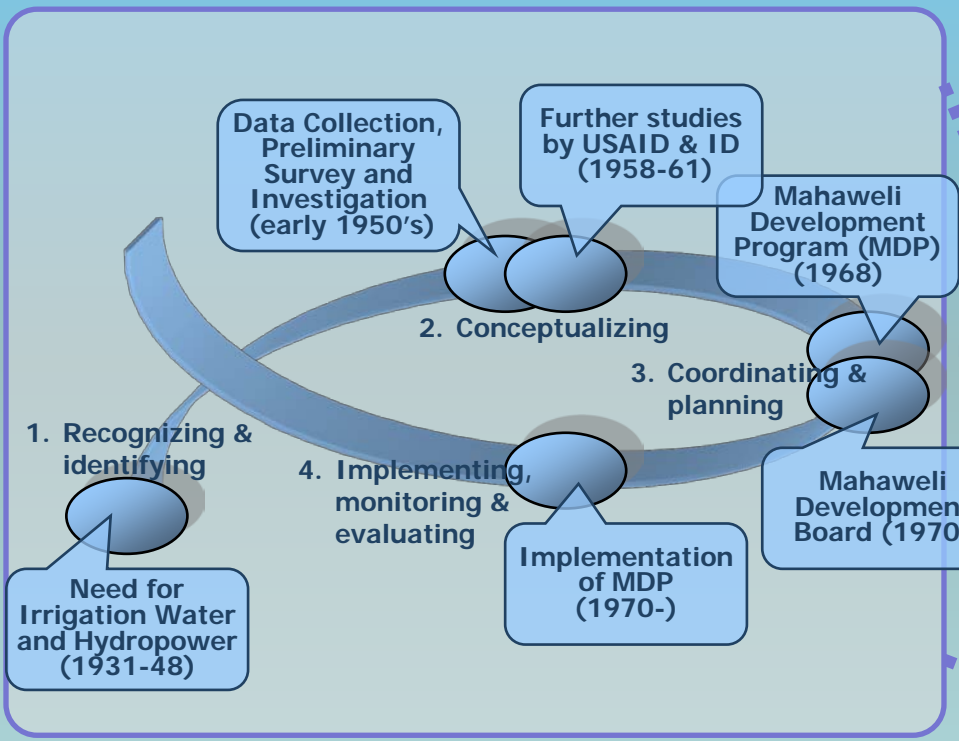 Data Collection,
Preliminary
Survey and
Investigation
(early 1950's)
Further studies
by USAID & ID
(1958-61)
Mahaweli
Development
Program (MDP)
(1968)
2. Conceptualizing
3. Coordinating &
planning
1. Recognizing &
identifying
4. Implementing,
monitoring &
evaluating
Mahaweli
Developmen
Board (1970
Implementation
of MDP
(1970-)
Need for
Irrigation Water
and Hydropower
(1931-48)